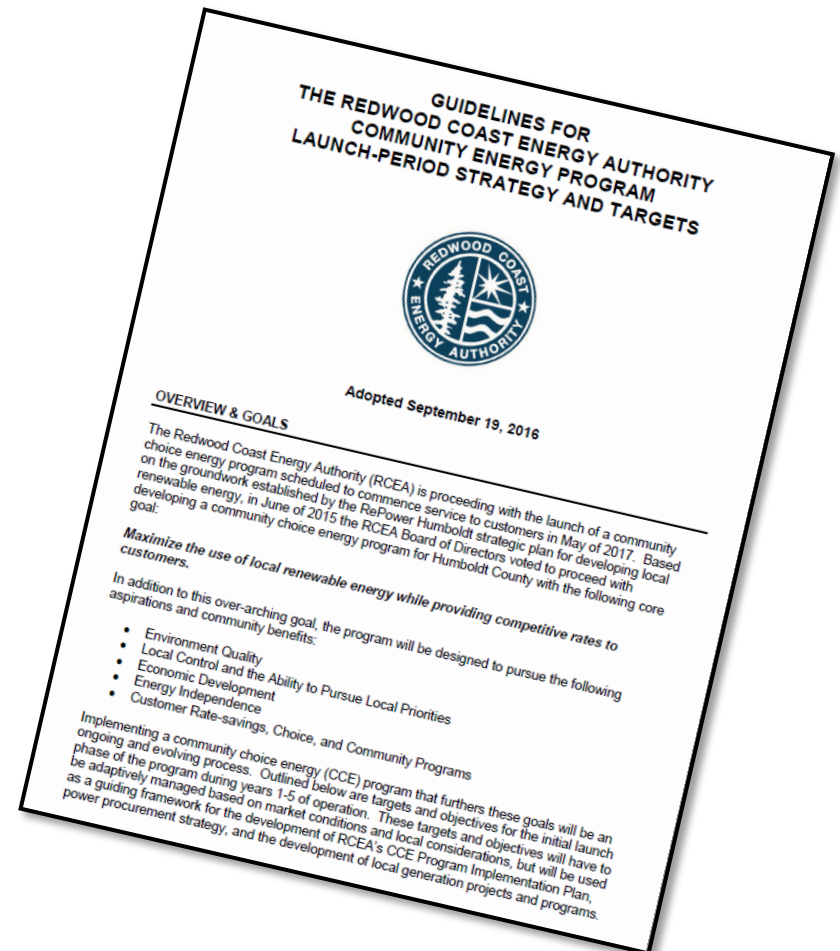 GUIDELINES FOR
THE REDWOOD COAST ENERGY AUTHORITY
COMMUNITY ENERGY PROGRAM
LAUNCH-PERIOD STRATEGY AND TARGETS
REDWOOD COAST
ENERGY AUTHORITY
Adopted September 19, 2016
OVERVIEW & GOALS
The Redwood Coast Energy Authority (RCEA) is proceeding with the launch of a community
choice energy program scheduled to commence service to customers in May of 2017. Based
on the groundwork established by the RePower Humboldt strategic plan for developing local
renewable energy, in June of 2015 the RCEA Board of Directors voted to proceed with
developing a community choice energy program for Humboldt County with the following core
goal:
Maximize the use of local renewable energy while providing competitive rates to
customers.
In addition to this over-arching goal, the program will be designed to pursue the following
aspirations and community benefits:
• Environment Quality
• Local Control and the Ability to Pursue Local Priorities
• Economic Development
• Energy Independence
• Customer Rate-savings, Choice, and Community Programs
Implementing a community choice energy (CCE) program that furthers these goals will be an
ongoing and evolving process. Outlined below are targets and objectives for the initial launch
phase of the program during years 1-5 of operation. These targets and objectives will have to
be adaptively managed based on market conditions and local considerations, but will be used
as a guiding framework for the development of RCEA's CCE Program Implementation Plan,
power procurement strategy, and the development of local generation projects and programs.